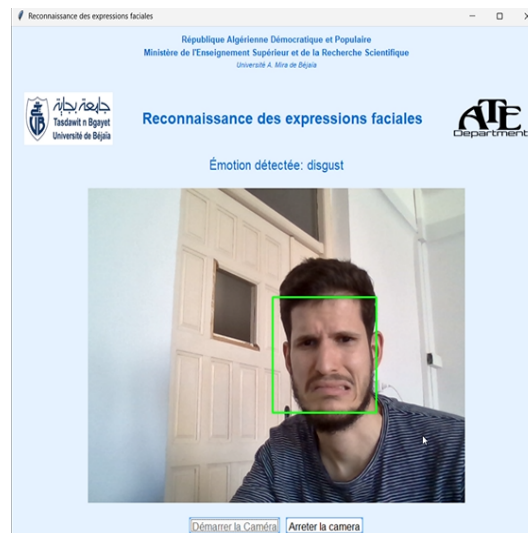 Reconnaissance des expressions faciales
République Algérienne Démocratique et Populaire
Ministère de l'Enseignement Supérieur et de la Recherche Scientifique
Université A. Mira de Béjaia
جامعة بجاية
Tasdawit n Bgayet
Université de Béjaïa
Reconnaissance des expressions faciales
ATE
Department
Émotion détectée: disgust
Démarrer la Caméra
Arreter la camera